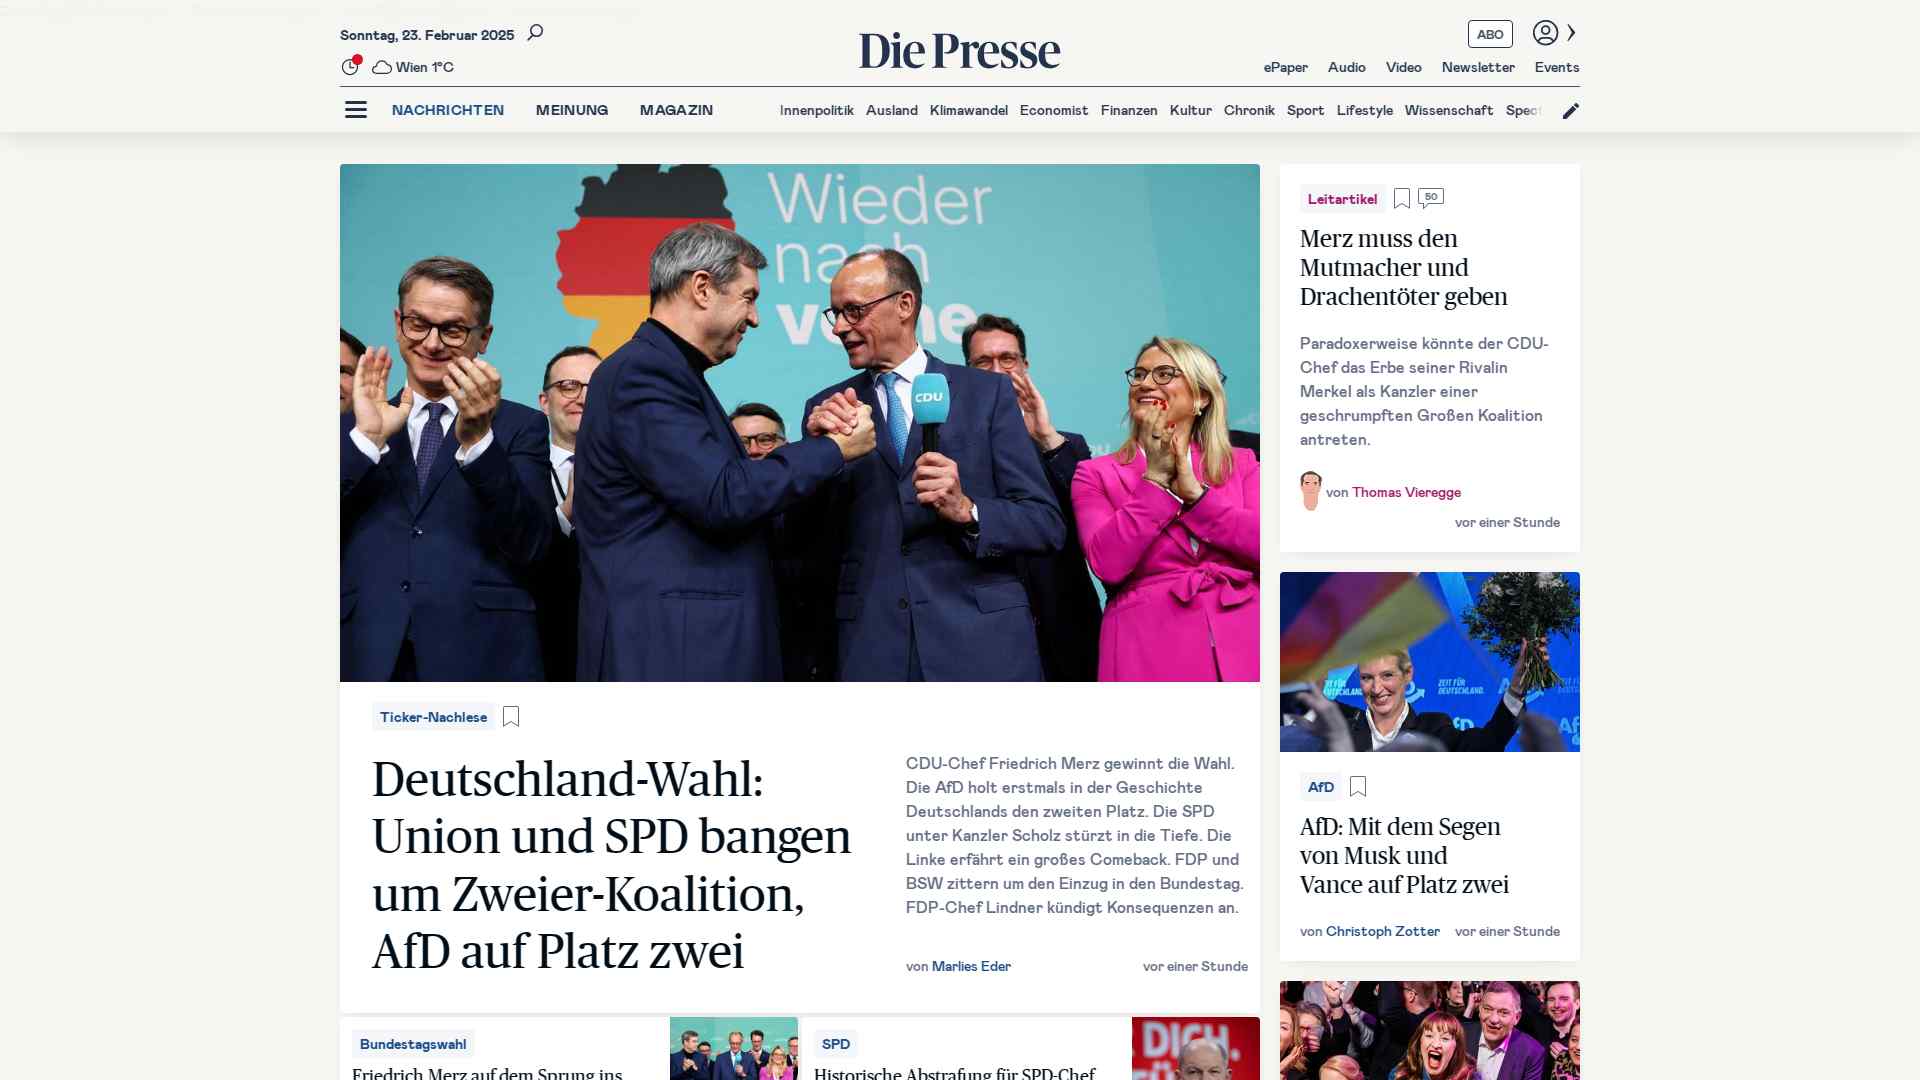 Sonntag, 23. Februar 2025
Wien 1°C
Die Presse
ABO
ePaper Audio Video Newsletter Events
NACHRICHTEN MEINUNG MAGAZIN
Innenpolitik Ausland Klimawandel Economist Finanzen Kultur Chronik Sport Lifestyle Wissenschaft
Wieder
nach
CDU
Ticker-Nachlese
Deutschland-Wahl:
Union und SPD bangen
um Zweier-Koalition,
AfD auf Platz zwei
CDU-Chef Friedrich Merz gewinnt die Wahl.
Die AfD holt erstmals in der Geschichte
Deutschlands den zweiten Platz. Die SPD
unter Kanzler Scholz stürzt in die Tiefe. Die
Linke erfährt ein großes Comeback. FDP und
BSW zittern um den Einzug in den Bundestag.
FDP-Chef Lindner kündigt Konsequenzen an.
von Marlies Eder
vor einer Stunde
Bundestagswahl
Friedrich Merz auf dem Sprung ins
SPD
Historische Abstrafung für SPD-Chef
DICH.
Leitartikel
50
Merz muss den
Mutmacher und
Drachentöter geben
Paradoxerweise könnte der CDU-
Chef das Erbe seiner Rivalin
Merkel als Kanzler einer
geschrumpften Großen Koalition
antreten.
von Thomas Vieregge
vor einer Stunde
ZEIT FÜR
DEUTSCHLAND.
AfD
AfD: Mit dem Segen
von Musk und
Vance auf Platz zwei
von Christoph Zotter
vor einer Stunde